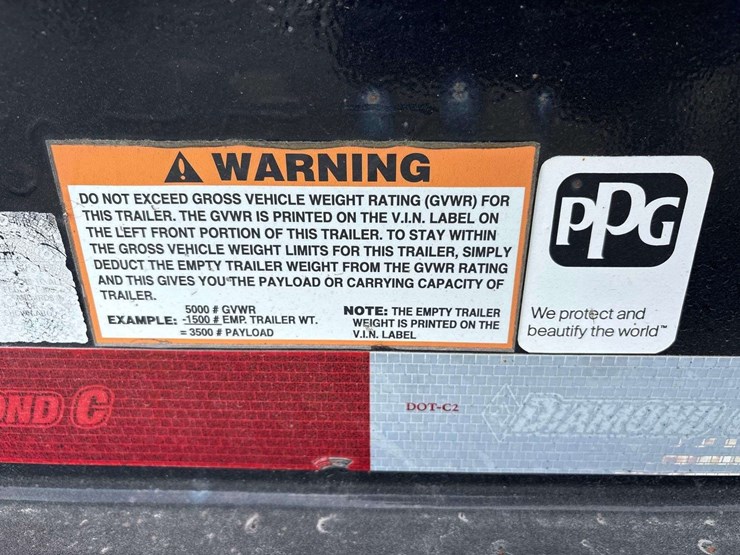 WARNING
DO NOT EXCEED GROSS VEHICLE WEIGHT RATING (GVWR) FOR
THIS TRAILER. THE GVWR IS PRINTED ON THE V.I.N. LABEL ON
THE LEFT FRONT PORTION OF THIS TRAILER. TO STAY WITHIN
THE GROSS VEHICLE WEIGHT LIMITS FOR THIS TRAILER, SIMPLY
DEDUCT THE EMPTY TRAILER WEIGHT FROM THE GVWR RATING
AND THIS GIVES YOU THE PAYLOAD OR CARRYING CAPACITY OF
TRAILER.
5000 # GVWR
EXAMPLE: -1500 # EMP. TRAILER WT.
= 3500 # PAYLOAD
NOTE: THE EMPTY TRAILER
WEIGHT IS PRINTED ON THE
V.I.N. LABEL
PPG
We protect and
beautify the world™
OND C
DOT-C2
DIAMOND C